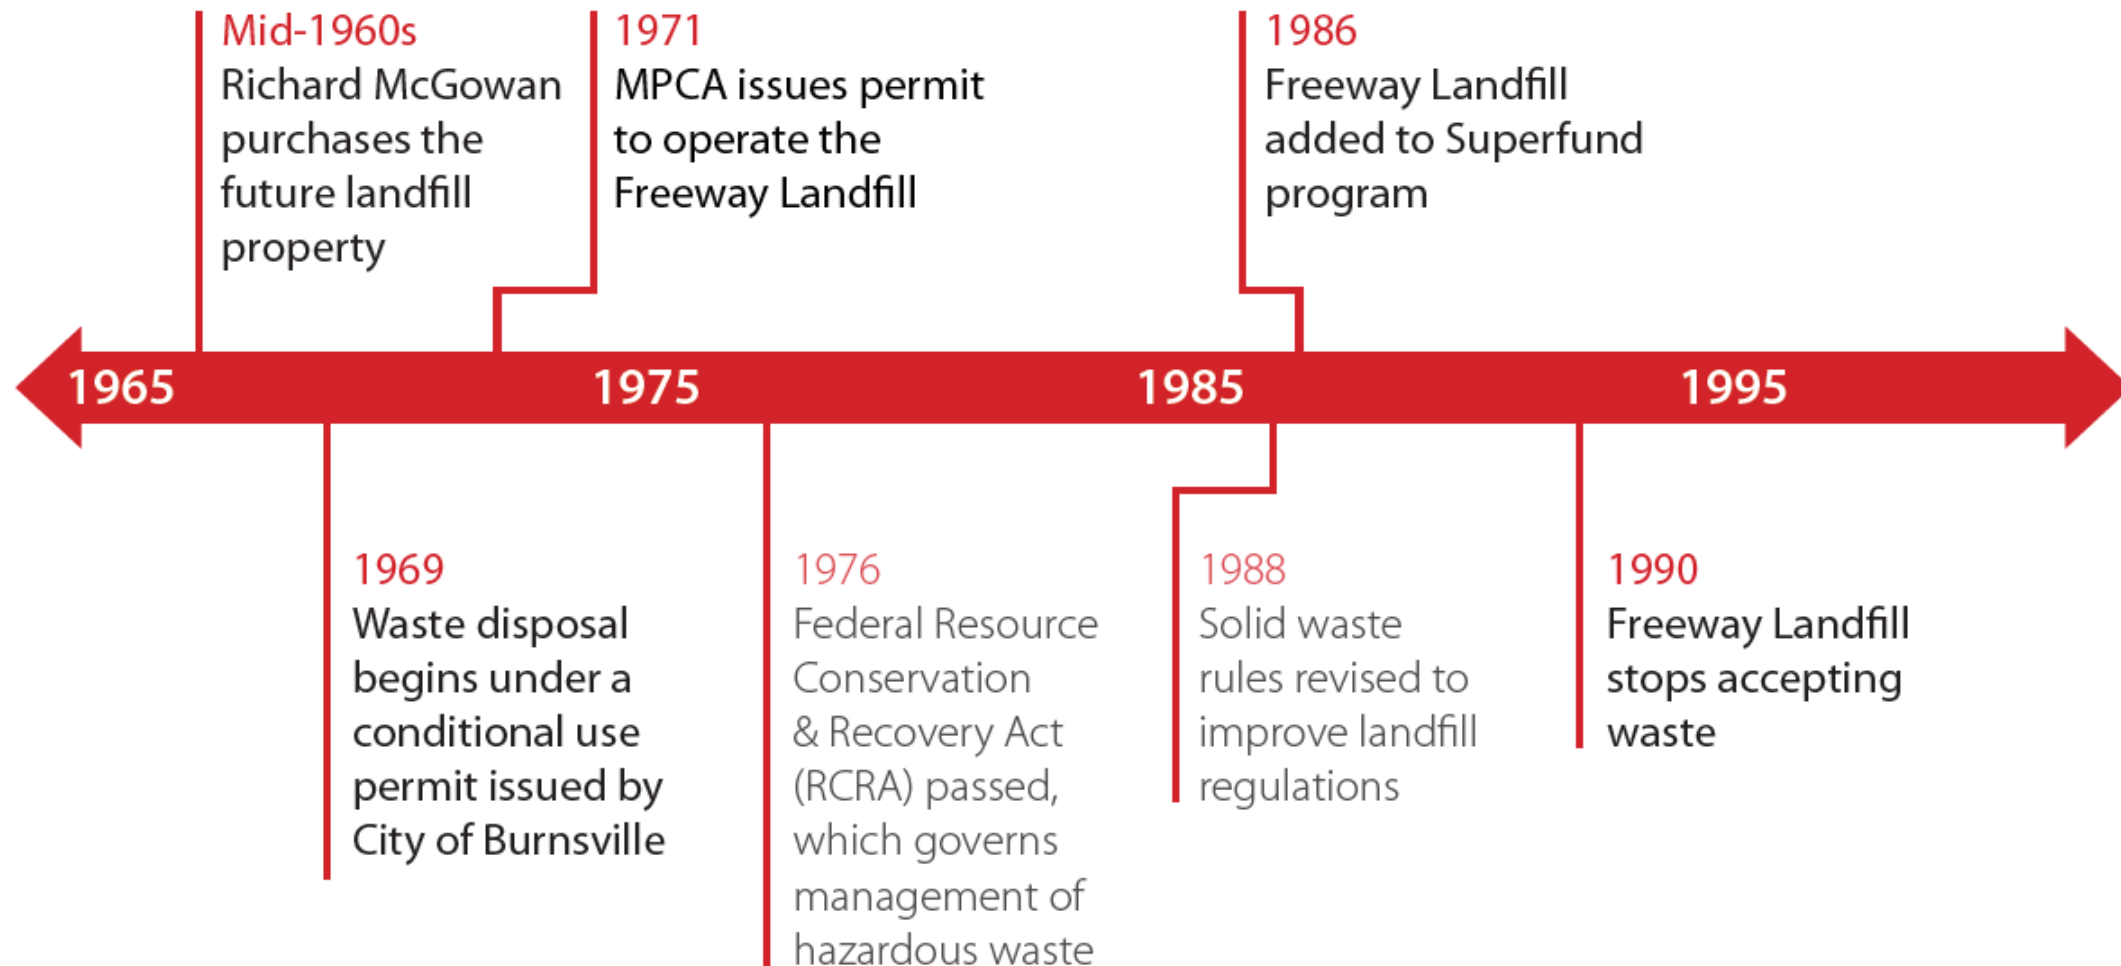 Mid-1960s
Richard McGowan
purchases the
future landfill
property
1971
MPCA issues permit
to operate the
Freeway Landfill
1986
Freeway Landfill
added to Superfund
program
1965
1975
1985
1995
1969
Waste disposal
begins under a
conditional use
permit issued by
City of Burnsville
1976
Federal Resource
Conservation
& Recovery Act
(RCRA) passed,
which governs
management of
hazardous waste
1988
Solid waste
rules revised to
improve landfill
regulations
1990
Freeway Landfill
stops accepting
waste